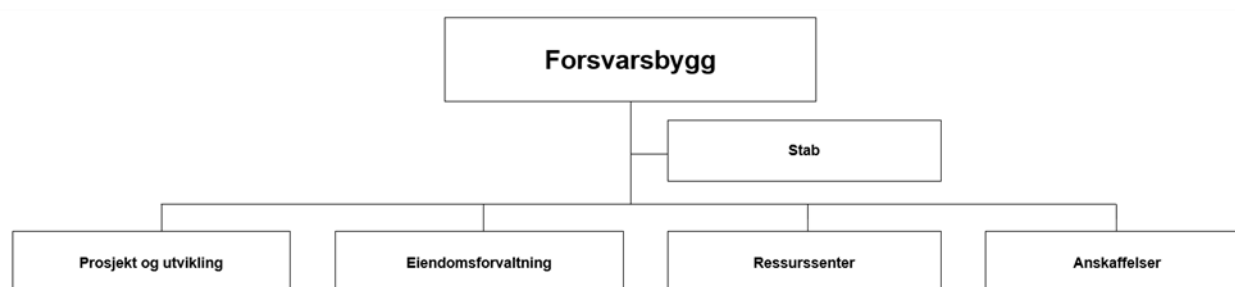 Forsvarsbygg
Stab
Prosjekt og utvikling
Eiendomsforvaltning
Ressurssenter
Anskaffelser